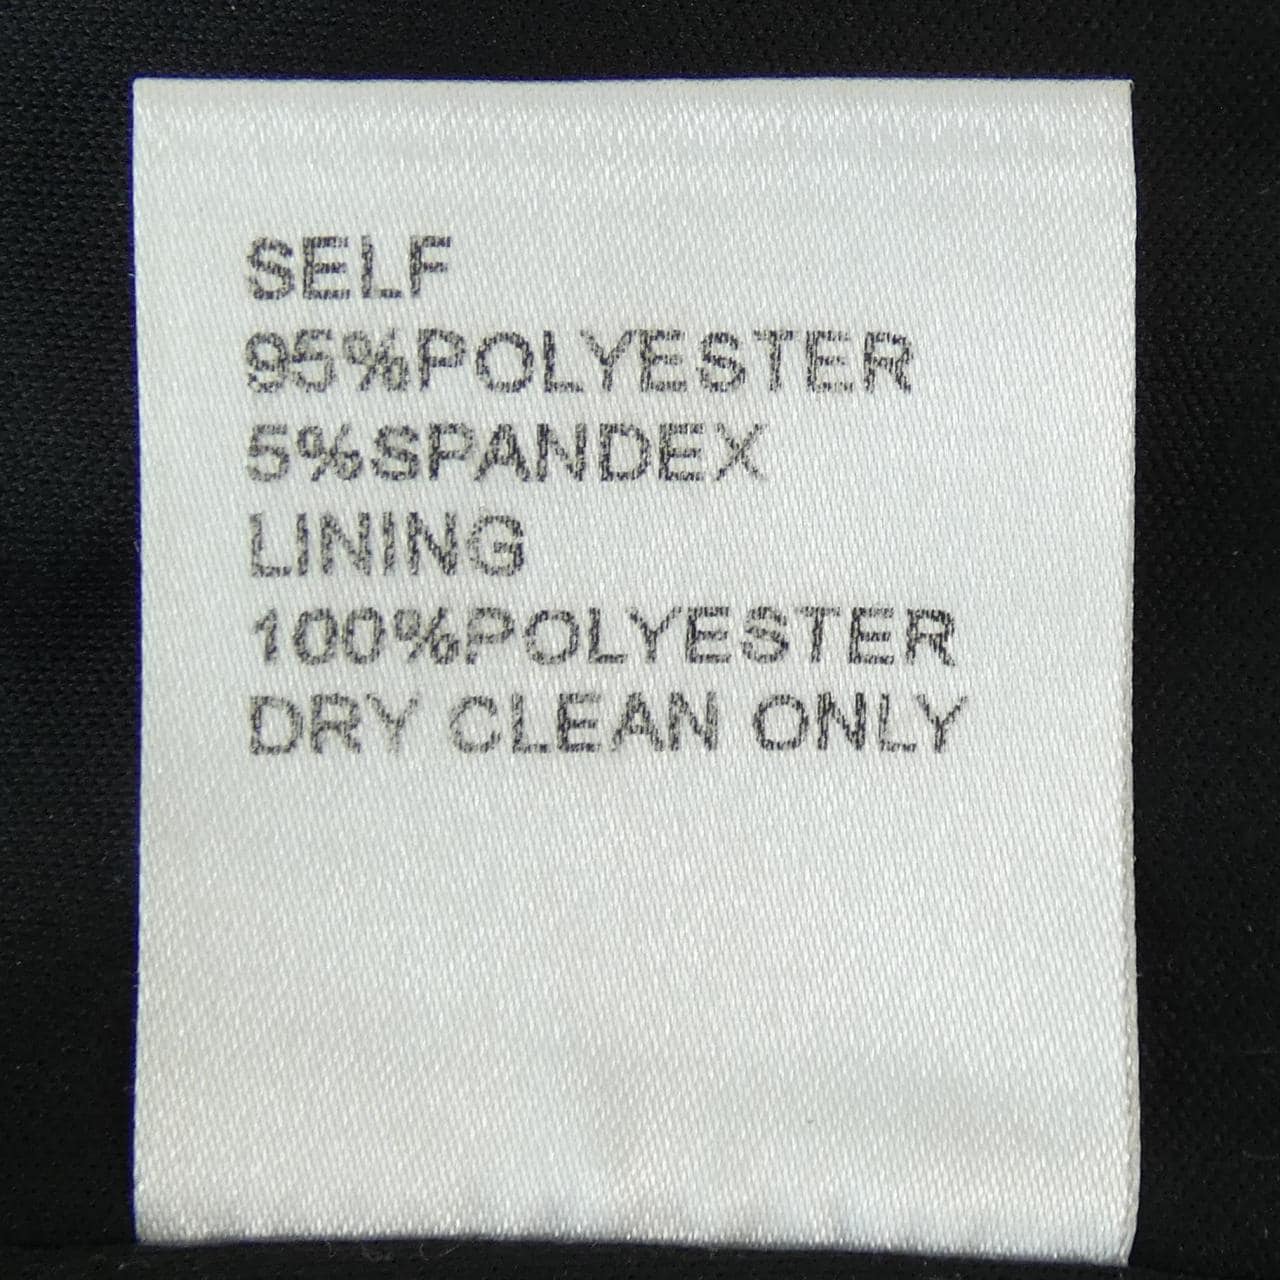 SELF
95%POLYESTER
5%SPANDEX
LINING
100%POLYESTER
DRY CLEAN ONLY